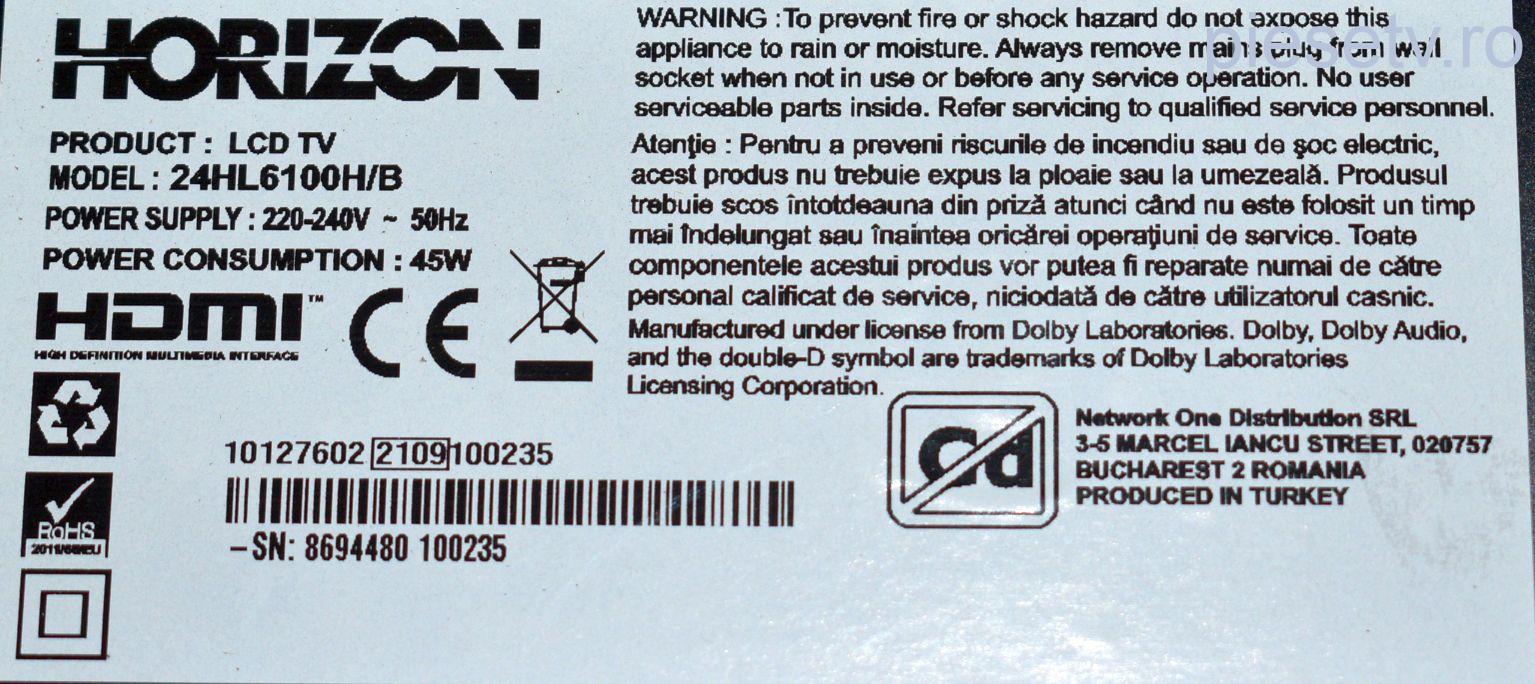 HORIZON
PRODUCT : LCD TV
MODEL : 24HL6100H/B
POWER SUPPLY : 220-240V ~ 50Hz
POWER CONSUMPTION : 45W
HDMI™
HIGH DEFINITION MULTIMEDIA INTERFACE
CE
RoHS
2011/65/EU
10127602 2109 100235
–SN: 8694480 100235
WARNING :To prevent fire or shock hazard do not expose this
appliance to rain or moisture. Always remove mains plug from wall
socket when not in use or before any service operation. No user
serviceable parts inside. Refer servicing to qualified service personnel.
Atenţie : Pentru a preveni riscurile de incendiu sau de şoc electric,
acest produs nu trebuie expus la ploaie sau la umezeală. Produsul
trebuie scos întotdeauna din priză atunci când nu este folosit un timp
mai îndelungat sau înaintea oricărei operaţiuni de service. Toate
componentele acestui produs vor putea fi reparate numai de către
personal calificat de service, niciodată de către utilizatorul casnic.
Manufactured under license from Dolby Laboratories. Dolby, Dolby Audio,
and the double-D symbol are trademarks of Dolby Laboratories
Licensing Corporation.
Cd
Network One Distribution SRL
3-5 MARCEL IANCU STREET, 020757
BUCHAREST 2 ROMANIA
PRODUCED IN TURKEY
piesetv.ro